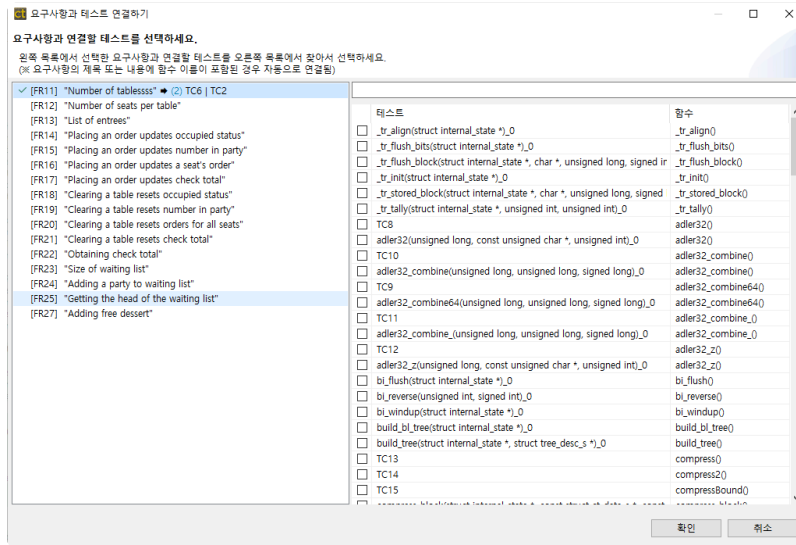 ct 요구사항과 테스트 연결하기
요구사항과 연결할 테스트를 선택하세요.
왼쪽 목록에서 선택한 요구사항과 연결할 테스트를 오른쪽 목록에서 찾아서 선택하세요.
(※ 요구사항의 제목 또는 내용에 함수 이름이 포함된 경우 자동으로 연결됨)
[FR11] "Number of tablessss" ➡ (2) TC6 | TC2
[FR12] "Number of seats per table"
[FR13] "List of entrees"
[FR14] "Placing an order updates occupied status"
[FR15] "Placing an order updates number in party"
[FR16] "Placing an order updates a seat's order"
[FR17] "Placing an order updates check total"
[FR18] "Clearing a table resets occupied status"
[FR19] "Clearing a table resets number in party"
[FR20] "Clearing a table resets orders for all seats"
[FR21] "Clearing a table resets check total"
[FR22] "Obtaining check total"
[FR23] "Size of waiting list"
[FR24] "Adding a party to waiting list"
[FR25] "Getting the head of the waiting list"
[FR27] "Adding free dessert"
테스트 함수
_tr_align(struct internal_state *)_0 _tr_align()
_tr_flush_bits(struct internal_state *)_0 _tr_flush_bits()
_tr_flush_block(struct internal_state *, char *, unsigned long, signed ir _tr_flush_block()
_tr_init(struct internal_state *)_0 _tr_init()
_tr_stored_block(struct internal_state *, char *, unsigned long, signed _tr_stored_block()
_tr_tally(struct internal_state *, unsigned int, unsigned int)_0 _tr_tally()
TC8 adler32()
adler32(unsigned long, const unsigned char *, unsigned int)_0 adler32()
TC10 adler32_combine()
adler32_combine(unsigned long, unsigned long, signed long)_0 adler32_combine()
TC9 adler32_combine64()
adler32_combine64(unsigned long, unsigned long, signed long)_0 adler32_combine64()
TC11 adler32_combine_()
adler32_combine_(unsigned long, unsigned long, signed long)_0 adler32_combine_()
TC12 adler32_z()
adler32_z(unsigned long, const unsigned char *, unsigned int)_0 adler32_z()
bi_flush(struct internal_state *)_0 bi_flush()
bi_reverse(unsigned int, signed int)_0 bi_reverse()
bi_windup(struct internal_state *)_0 bi_windup()
build_bl_tree(struct internal_state *)_0 build_bl_tree()
build_tree(struct internal_state *, struct tree_desc_s *)_0 build_tree()
TC13 compress()
TC14 compress2()
TC15 compressBound()
확인 취소